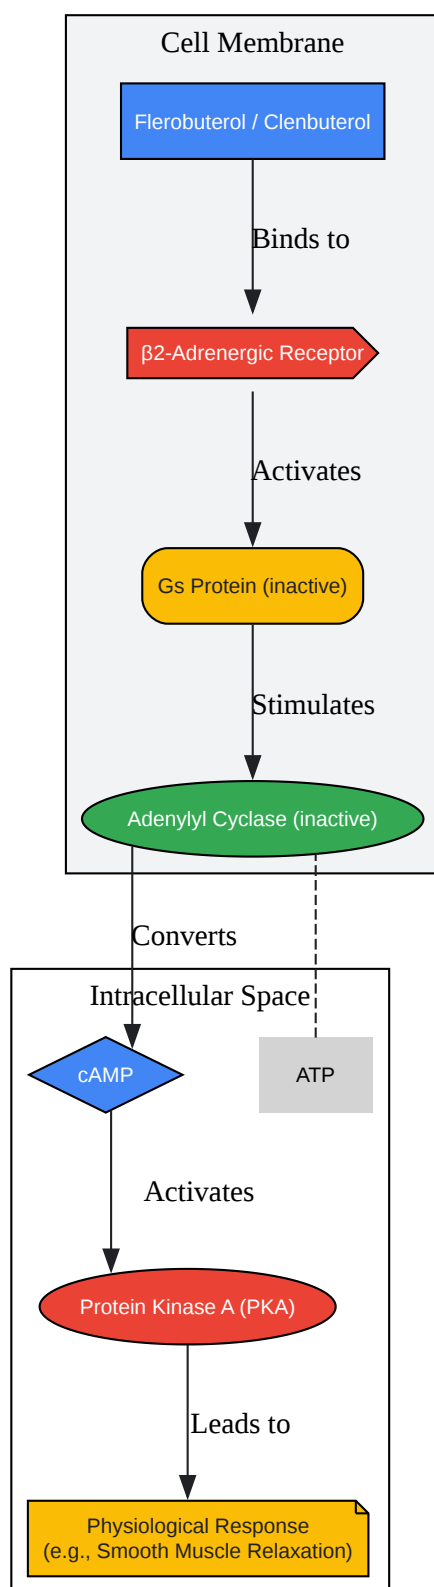 Cell Membrane
Flerobuterol / Clenbuterol
Binds to
β2-Adrenergic Receptor
Activates
Gs Protein (inactive)
Stimulates
Adenylyl Cyclase (inactive)
Converts
Intracellular Space
cAMP
ATP
Activates
Protein Kinase A (PKA)
Leads to
Physiological Response
(e.g., Smooth Muscle Relaxation)